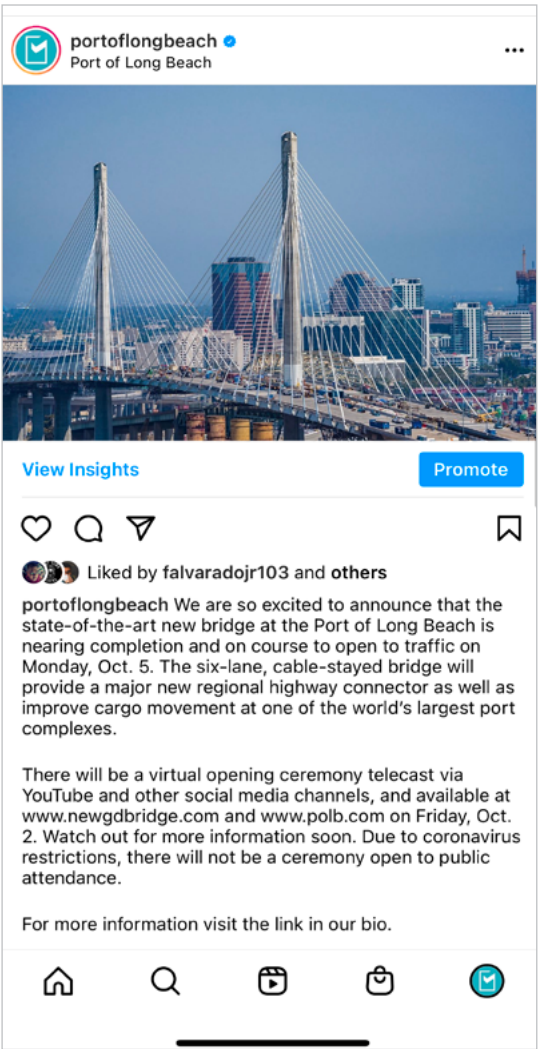 portoflongbeach
Port of Long Beach
View Insights
Promote
Liked by falvaradojr103 and others
portoflongbeach We are so excited to announce that the
state-of-the-art new bridge at the Port of Long Beach is
nearing completion and on course to open to traffic on
Monday, Oct. 5. The six-lane, cable-stayed bridge will
provide a major new regional highway connector as well as
improve cargo movement at one of the world's largest port
complexes.
There will be a virtual opening ceremony telecast via
YouTube and other social media channels, and available at
www.newgdbridge.com and www.polb.com on Friday, Oct.
2. Watch out for more information soon. Due to coronavirus
restrictions, there will not be a ceremony open to public
attendance.
For more information visit the link in our bio.